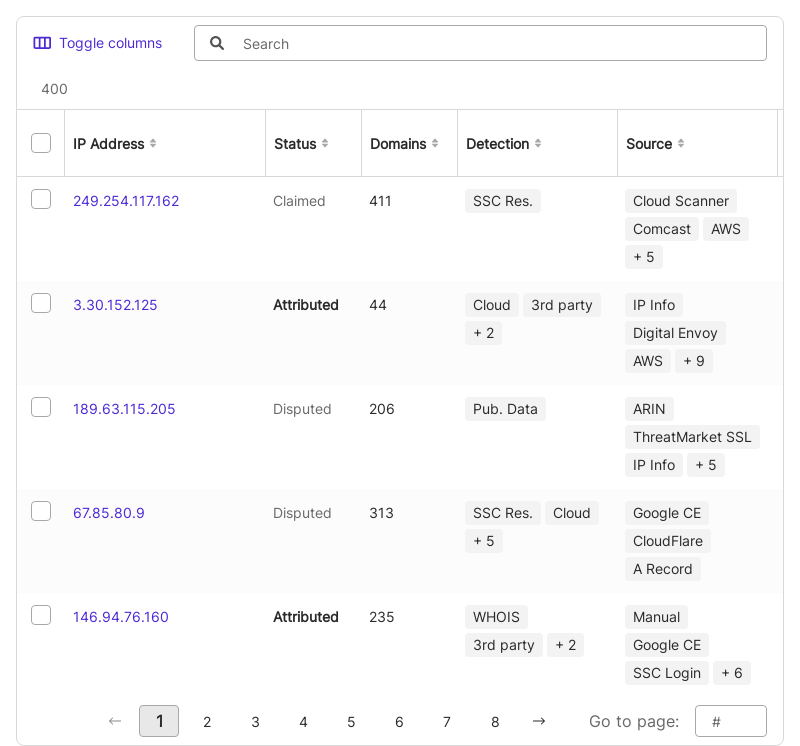 Toggle columns Search
400
IP Address Status Domains Detection Source
249.254.117.162 Claimed 411 SSC Res. Cloud Scanner
Comcast AWS
+ 5
3.30.152.125 Attributed 44 Cloud 3rd party IP Info
+ 2 Digital Envoy
AWS + 9
189.63.115.205 Disputed 206 Pub. Data ARIN
ThreatMarket SSL
IP Info + 5
67.85.80.9 Disputed 313 SSC Res. Cloud Google CE
+ 5 CloudFlare
A Record
146.94.76.160 Attributed 235 WHOIS Manual
3rd party + 2 Google CE
SSC Login + 6
← 1 2 3 4 5 6 7 8 → Go to page: #